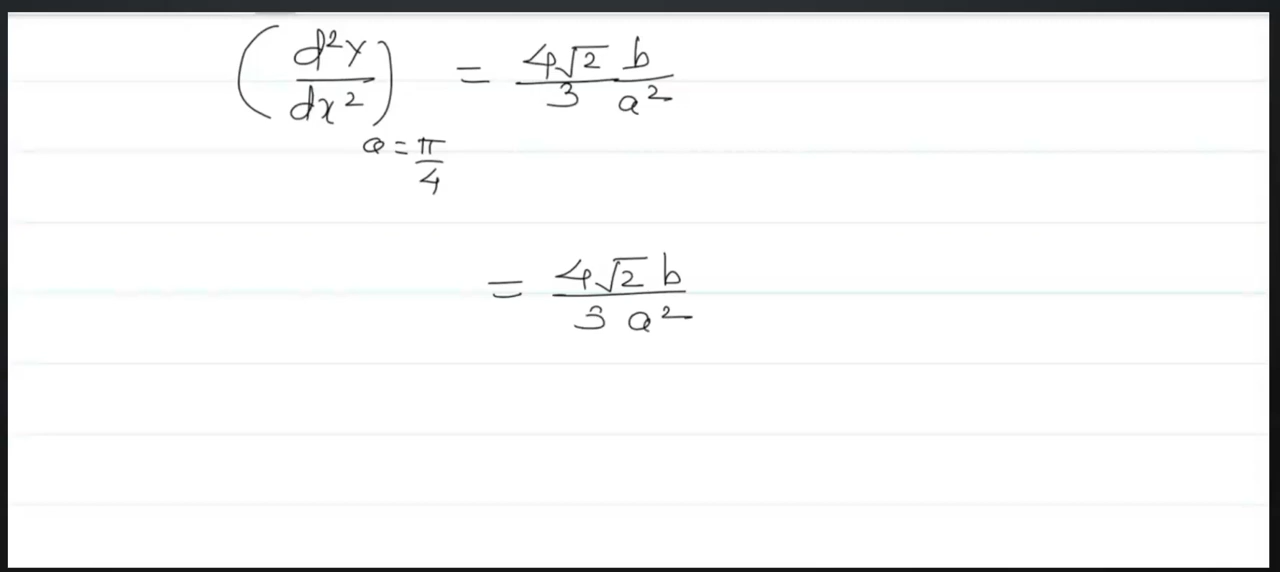 (d²y/dx²) = 4√2/3 b/a²
a = π/4
= 4√2 b / 3 a²